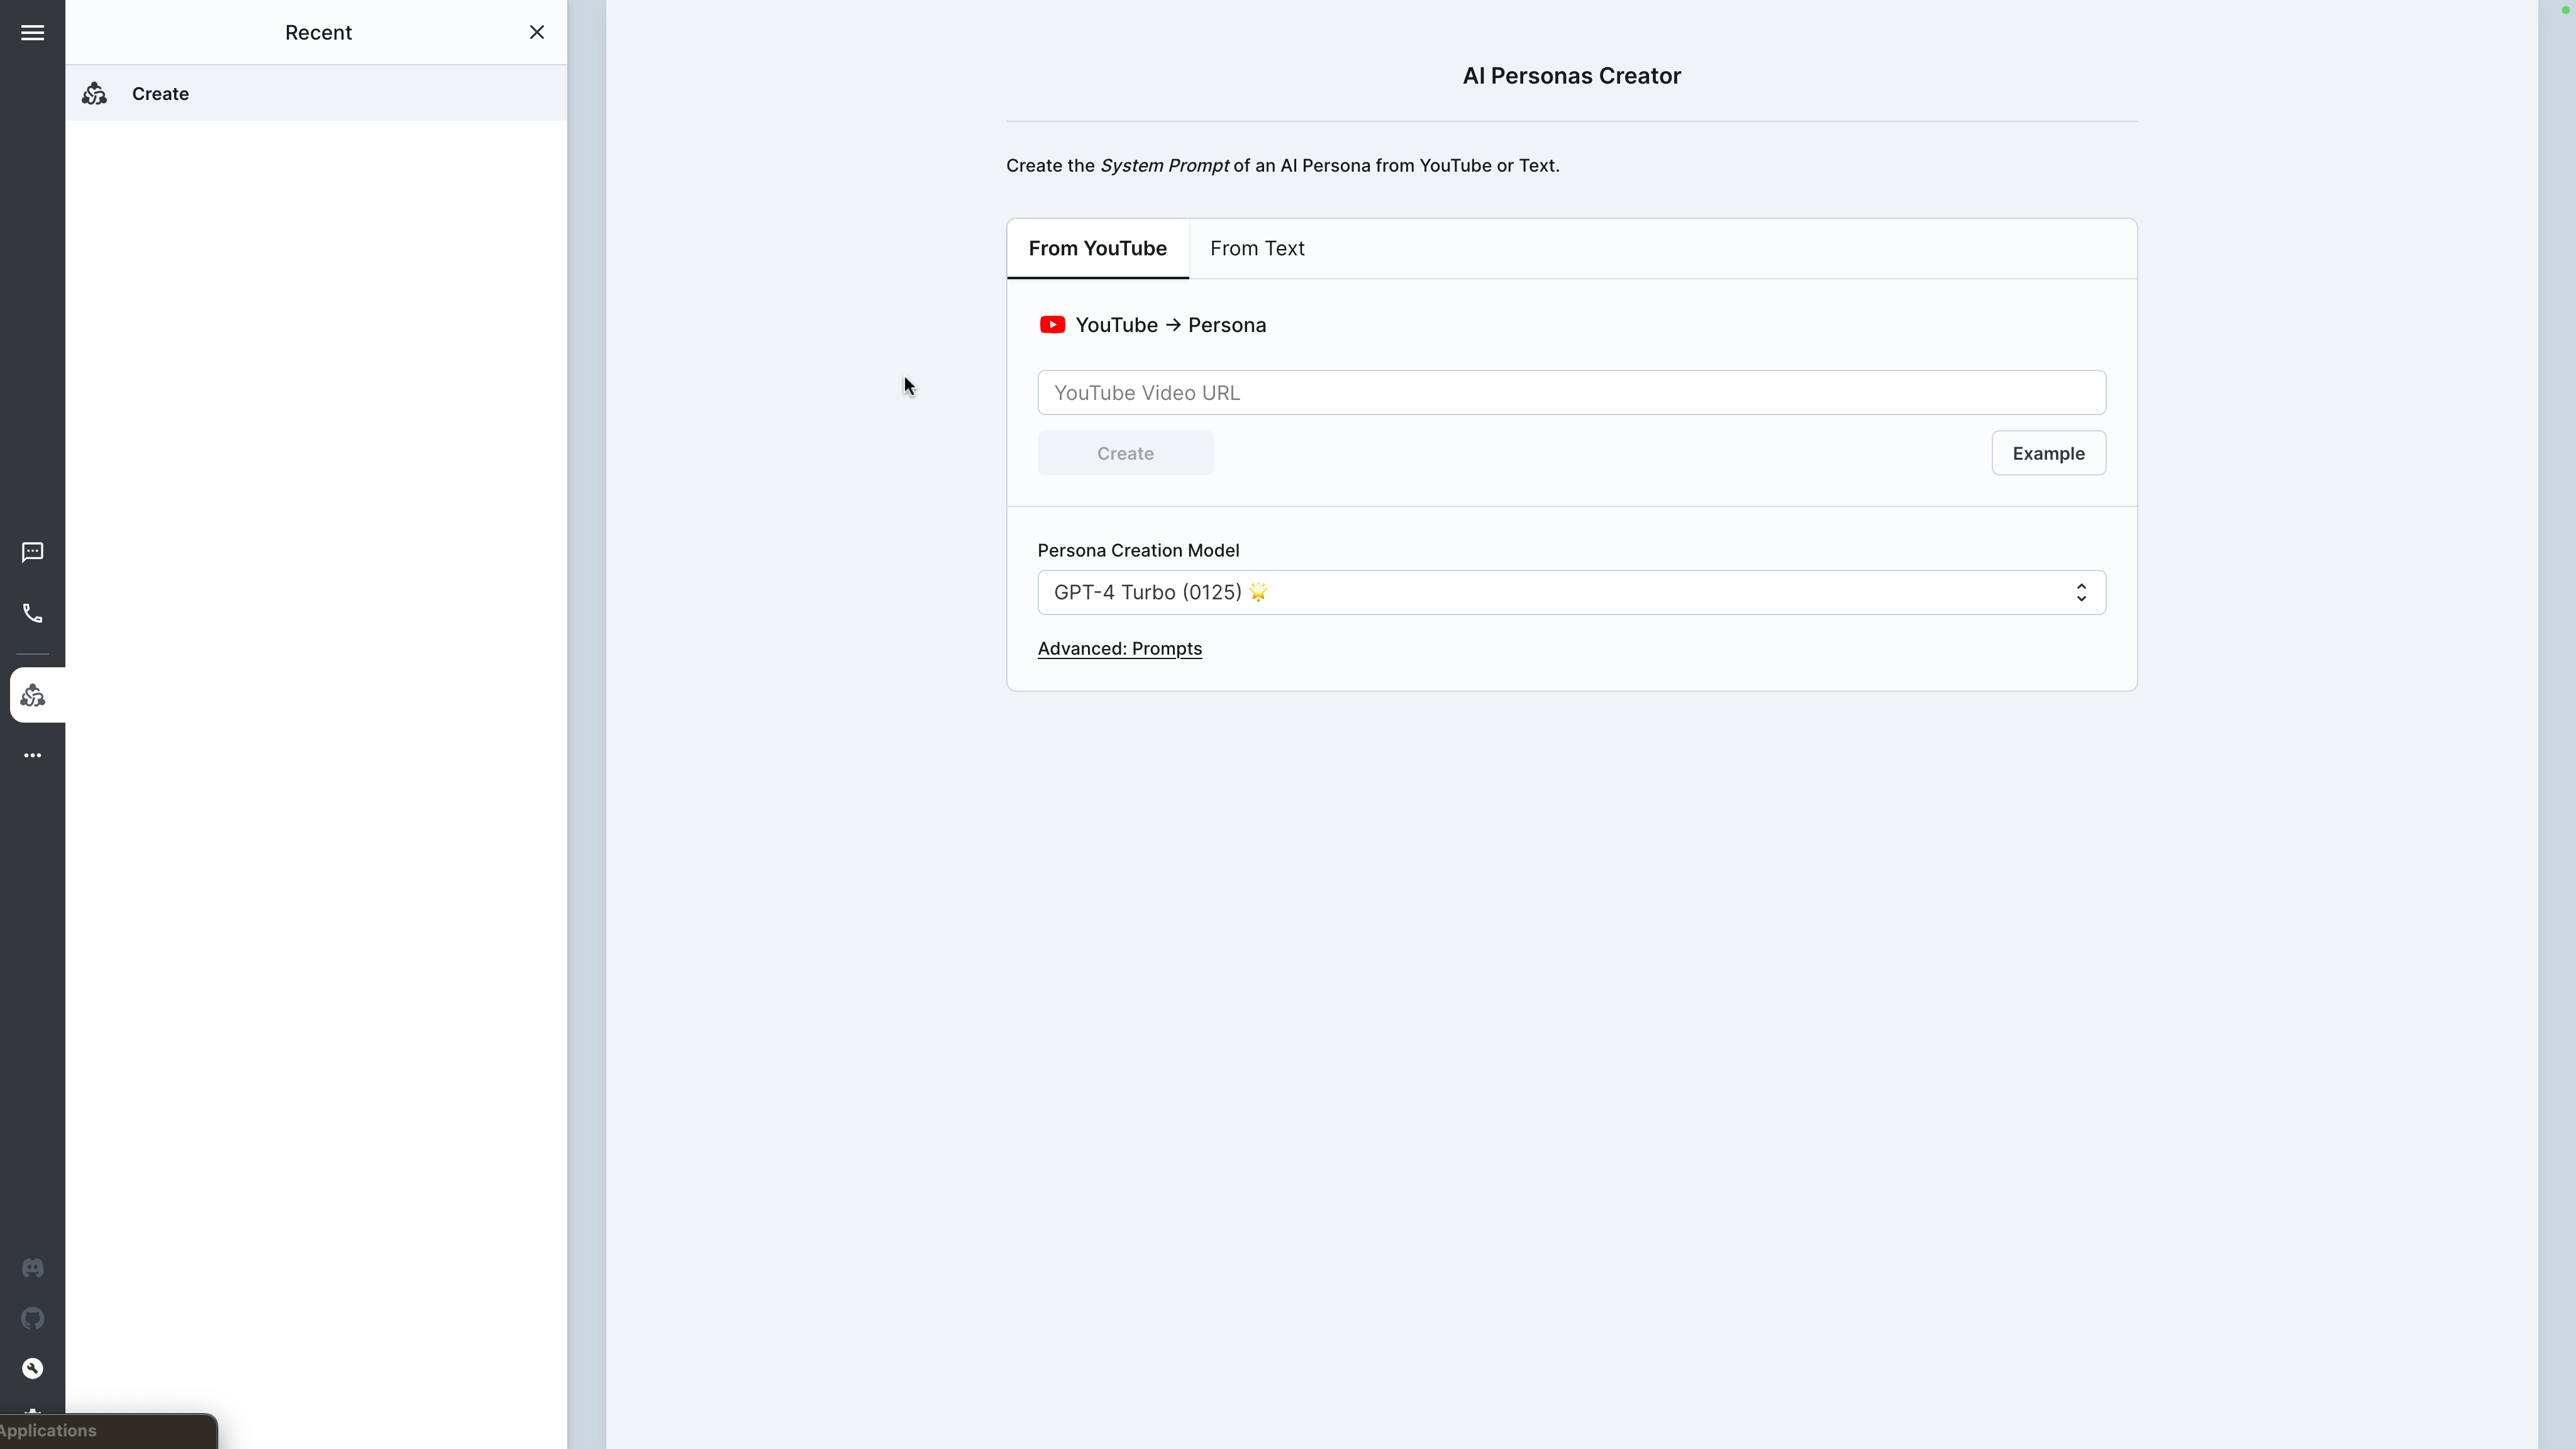 Recent
Create
AI Personas Creator
Create the System Prompt of an AI Persona from YouTube or Text.
From YouTube
From Text
YouTube → Persona
YouTube Video URL
Create
Example
Persona Creation Model
GPT-4 Turbo (0125) 🌟
Advanced: Prompts
Applications